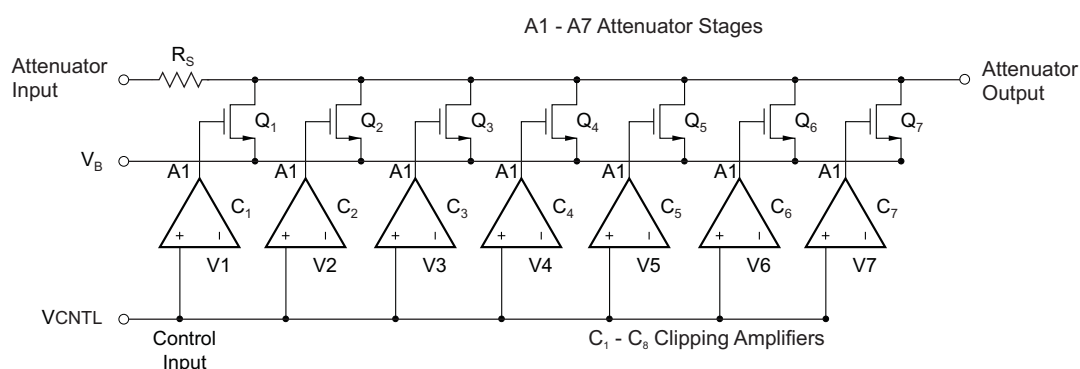 A1 - A7 Attenuator Stages
Attenuator
Input
R_S
Attenuator
Output
Q_1 Q_2 Q_3 Q_4 Q_5 Q_6 Q_7
V_B
A1 A1 A1 A1 A1 A1 A1
C_1 C_2 C_3 C_4 C_5 C_6 C_7
+ – + – + – + – + – + – + –
V1 V2 V3 V4 V5 V6 V7
VCNTL
Control
Input
C_1 - C_8 Clipping Amplifiers